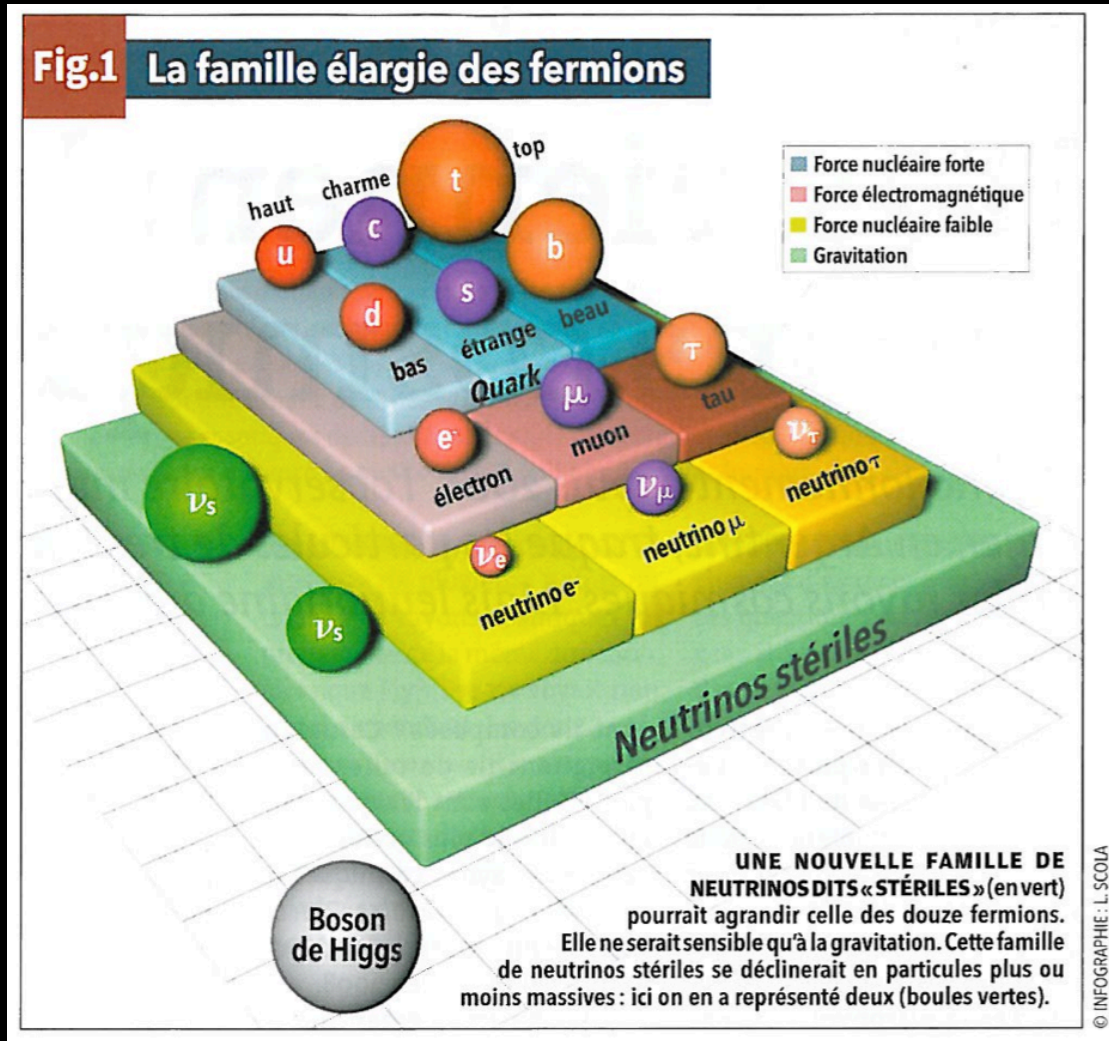 Fig.1 La famille élargie des fermions
Force nucléaire forte
Force électromagnétique
Force nucléaire faible
Gravitation
top
t
charme
c
haut
u
b
beau
s
étrange
d
bas
Quark
τ
tau
μ
muon
e⁻
électron
ντ
neutrino τ
νμ
neutrino μ
νe
neutrino e⁻
νs
νs
Neutrinos stériles
Boson
de Higgs
UNE NOUVELLE FAMILLE DE
NEUTRINOS DITS «STÉRILES» (en vert)
pourrait agrandir celle des douze fermions.
Elle ne serait sensible qu'à la gravitation. Cette famille
de neutrinos stériles se déclinerait en particules plus ou
moins massives : ici on en a représenté deux (boules vertes).
© INFOGRAPHIE : L. SCOLA